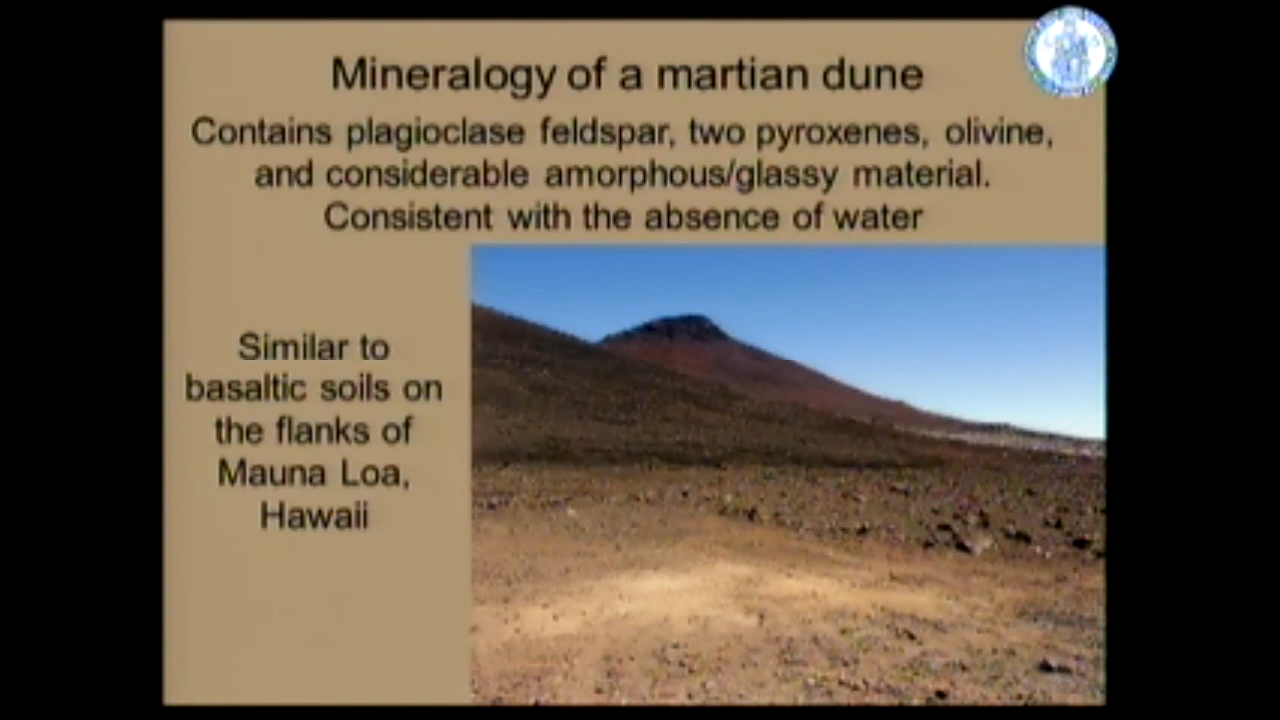 Mineralogy of a martian dune
Contains plagioclase feldspar, two pyroxenes, olivine,
and considerable amorphous/glassy material.
Consistent with the absence of water
Similar to
basaltic soils on
the flanks of
Mauna Loa,
Hawaii